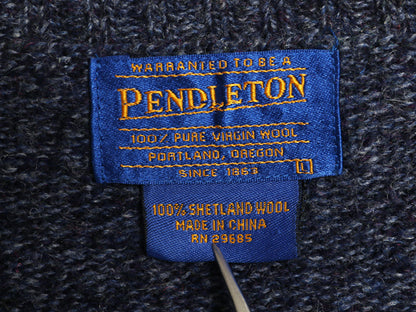 WARRANTED TO BE A
PENDLETON
100% PURE VIRGIN WOOL
PORTLAND, OREGON
SINCE 1863
L
100% SHETLAND WOOL
MADE IN CHINA
RN 29685